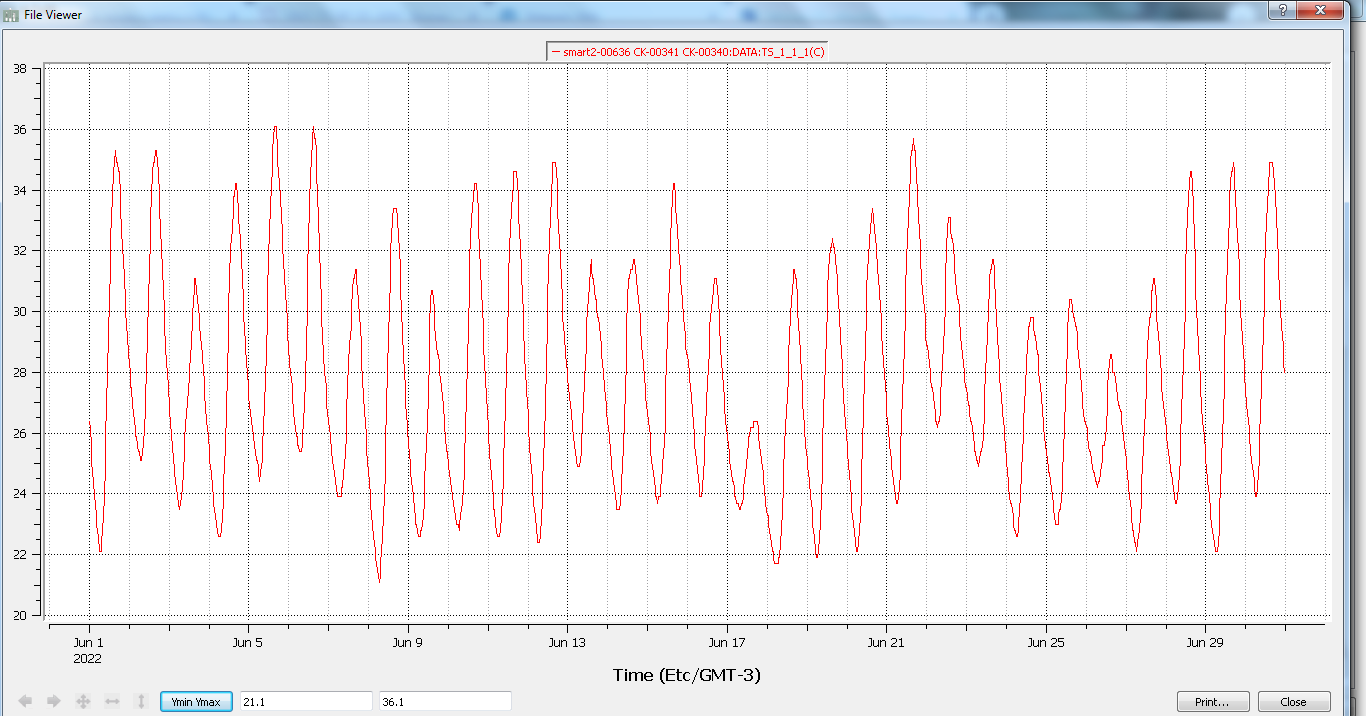 File Viewer
smart2-00636 CK-00341 CK-00340:DATA:TS_1_1_1(C)
38
36
34
32
30
28
26
24
22
20
Jun 1 Jun 5 Jun 9 Jun 13 Jun 17 Jun 21 Jun 25 Jun 29
2022
Time (Etc/GMT-3)
Ymin Ymax 21.1 36.1 Print... Close